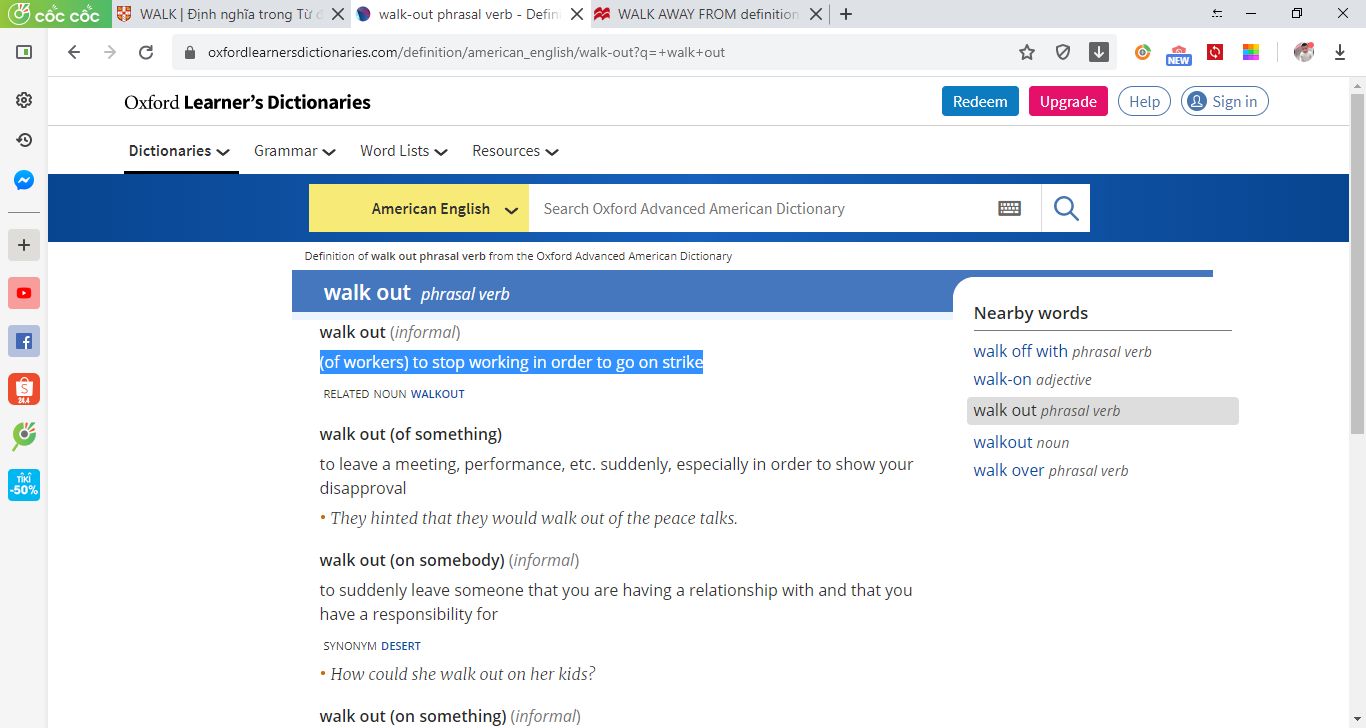 cốc cốc
WALK | Định nghĩa trong Từ
walk-out phrasal verb - Defin
WALK AWAY FROM definition
oxfordlearnersdictionaries.com/definition/american_english/walk-out?q=+walk+out
NEW
Oxford Learner's Dictionaries
Redeem
Upgrade
Help
Sign in
Dictionaries
Grammar
Word Lists
Resources
American English
Search Oxford Advanced American Dictionary
Definition of walk out phrasal verb from the Oxford Advanced American Dictionary
walk out phrasal verb
walk out (informal)
(of workers) to stop working in order to go on strike
RELATED NOUN WALKOUT
walk out (of something)
to leave a meeting, performance, etc. suddenly, especially in order to show your
disapproval
• They hinted that they would walk out of the peace talks.
walk out (on somebody) (informal)
to suddenly leave someone that you are having a relationship with and that you
have a responsibility for
SYNONYM DESERT
• How could she walk out on her kids?
walk out (on something) (informal)
Nearby words
walk off with phrasal verb
walk-on adjective
walk out phrasal verb
walkout noun
walk over phrasal verb
24.4
TIKI
-50%